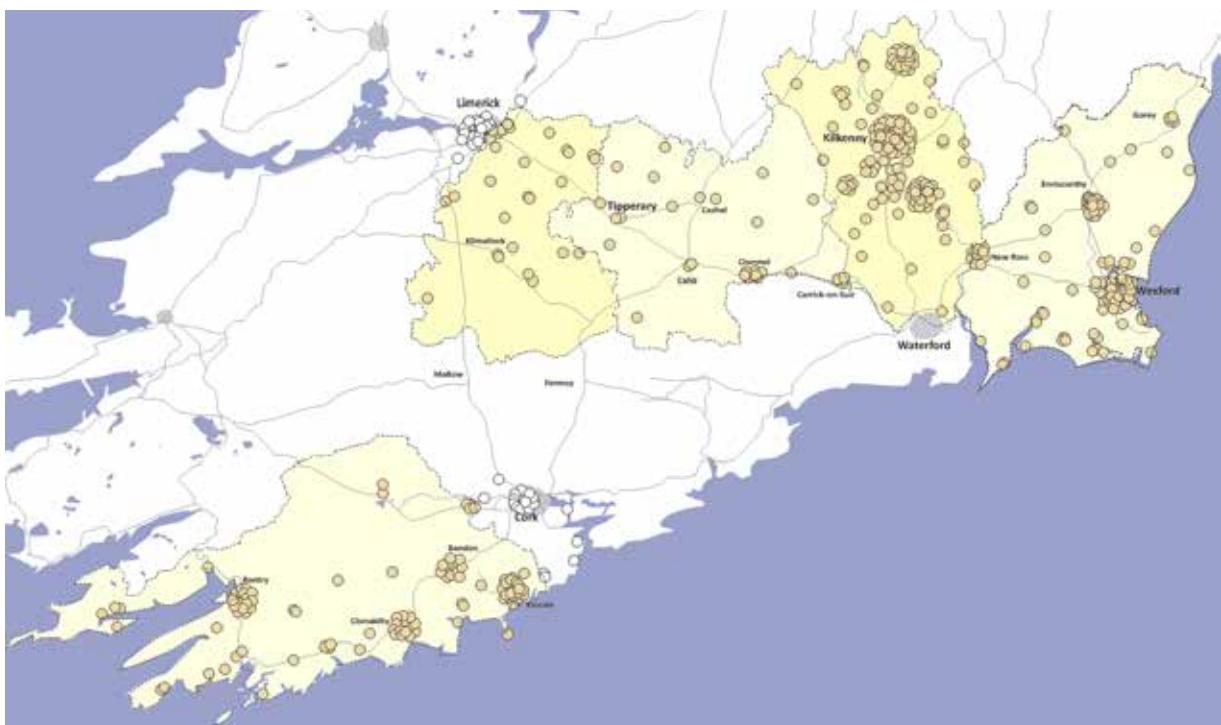 Limerick
Kilkenny
Gorey
Enniscorthy
Tipperary
Cashel
Kilmallock
New Ross
Clonmel
Cahir
Carrick-on-Suir
Wexford
Waterford
Mallow
Fermoy
Cork
Bandon
Bantry
Kinsale
Clonakilty